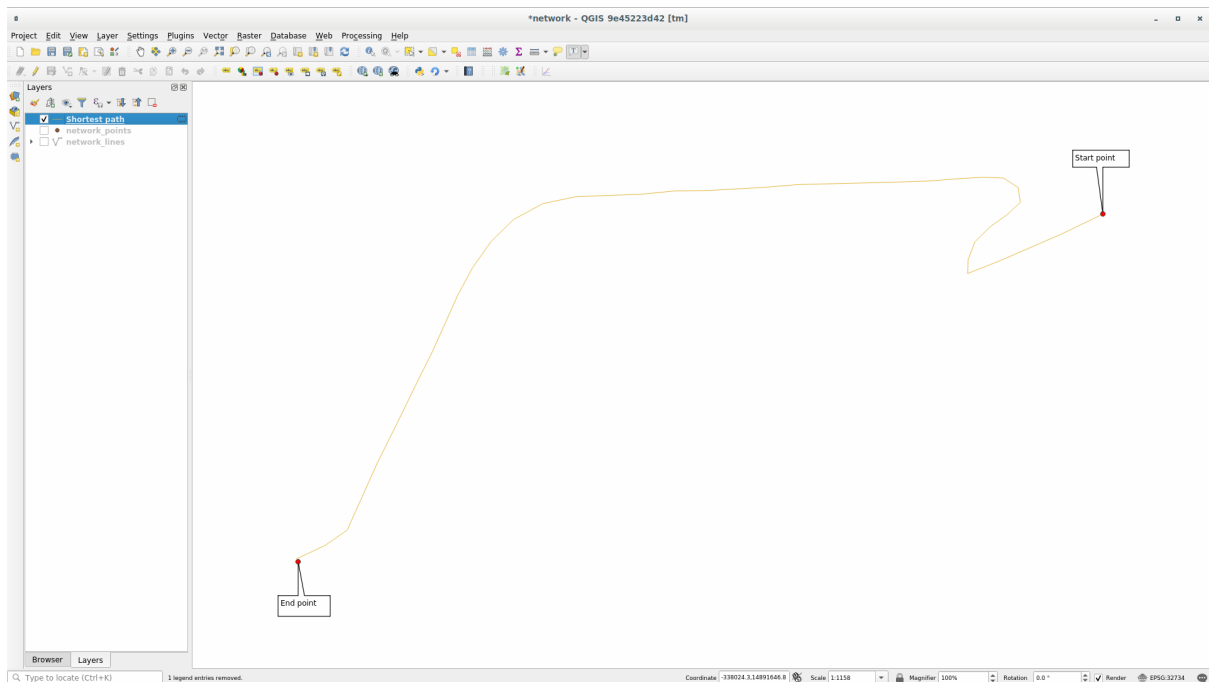 *network - QGIS 9e45223d42 [tm]
Project Edit View Layer Settings Plugins Vector Raster Database Web Processing Help
Layers
Shortest path
network_points
network_lines
Start point
End point
Browser Layers
Type to locate (Ctrl+K) 1 legend entries removed. Coordinate -338024.3,14891646.8 Scale 1:1158 Magnifier 100% Rotation 0.0 ° Render EPSG:32734